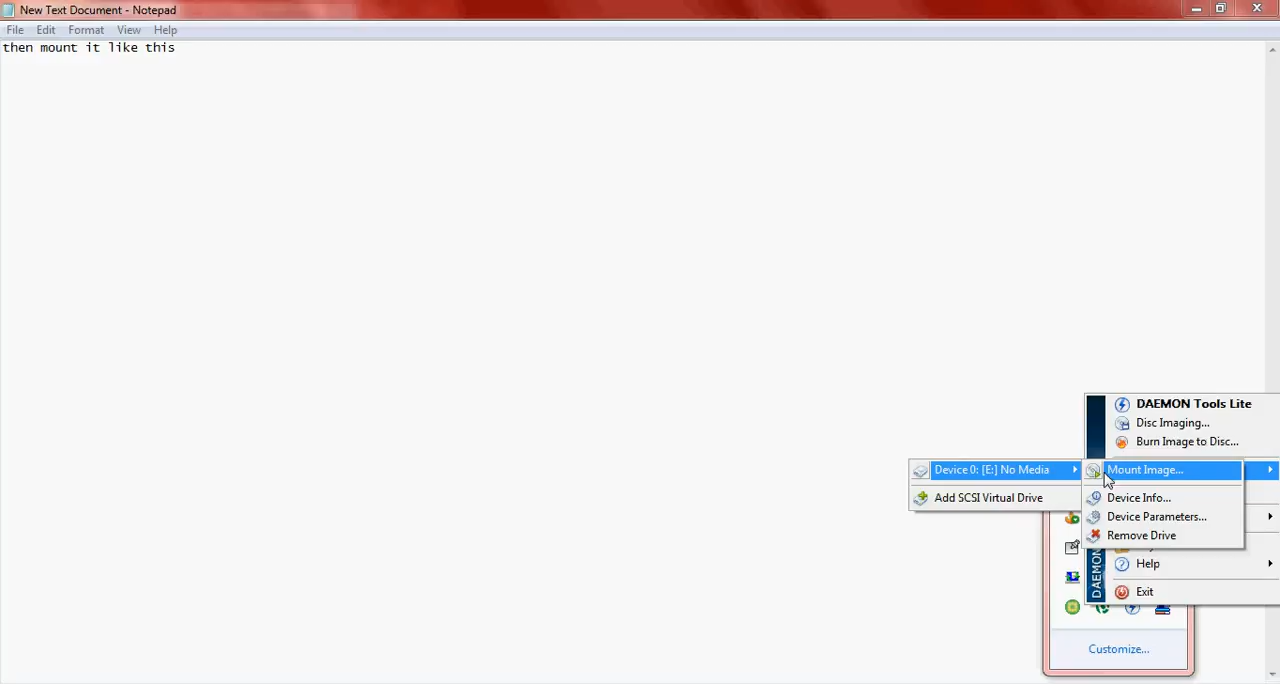 New Text Document - Notepad
File Edit Format View Help
then mount it like this
DAEMON Tools Lite
Disc Imaging...
Burn Image to Disc...
Device 0: [E:] No Media
Mount Image...
Add SCSI Virtual Drive
Device Info...
Device Parameters...
Remove Drive
Help
Exit
DAEMON
Customize...